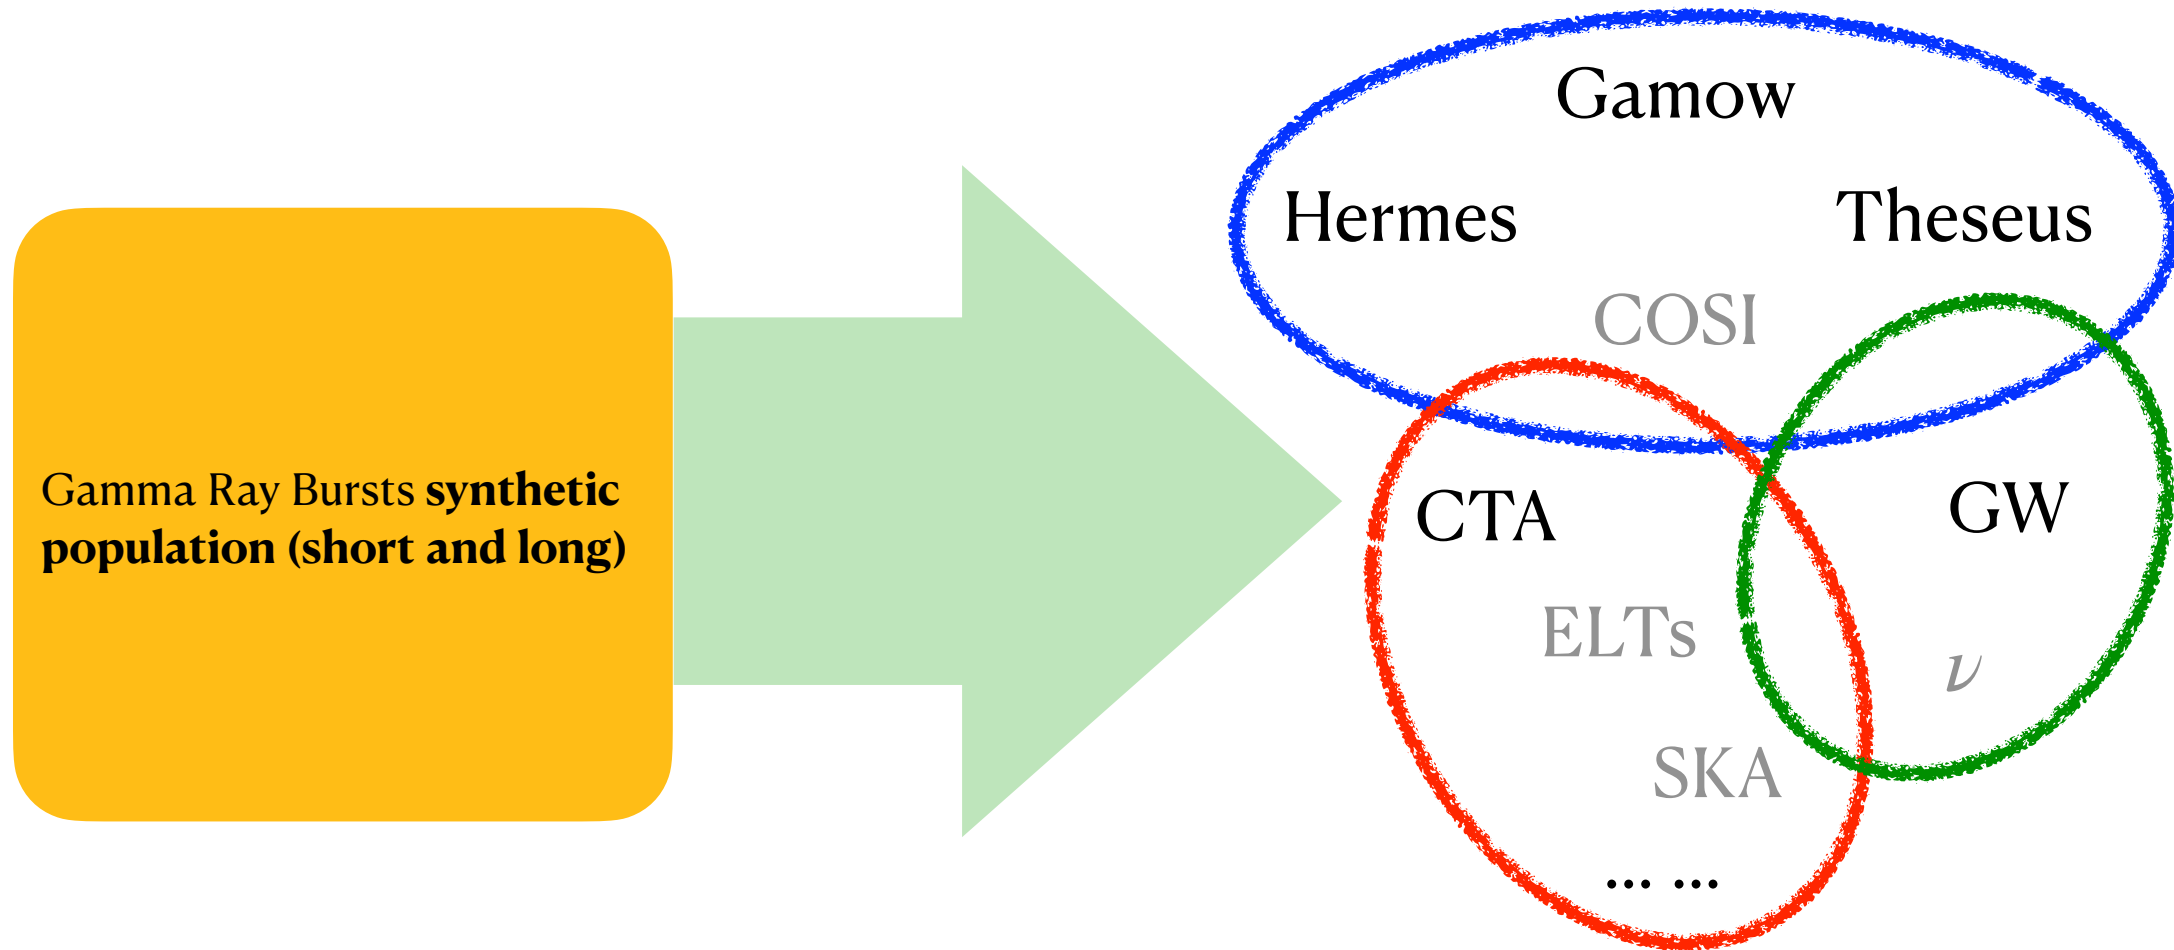 Gamma Ray Bursts synthetic
population (short and long)
Gamow
Hermes
Theseus
COSI
CTA
GW
ELTs
ν
SKA
... ...